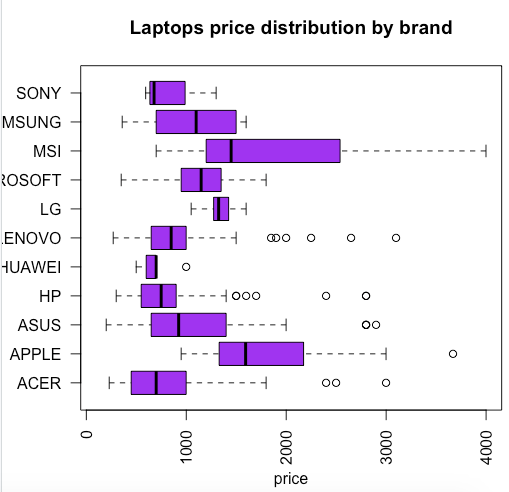 Laptops price distribution by brand
SONY
MSUNG
MSI
ROSOFT
LG
LENOVO
HUAWEI
HP
ASUS
APPLE
ACER
0 1000 2000 3000 4000
price